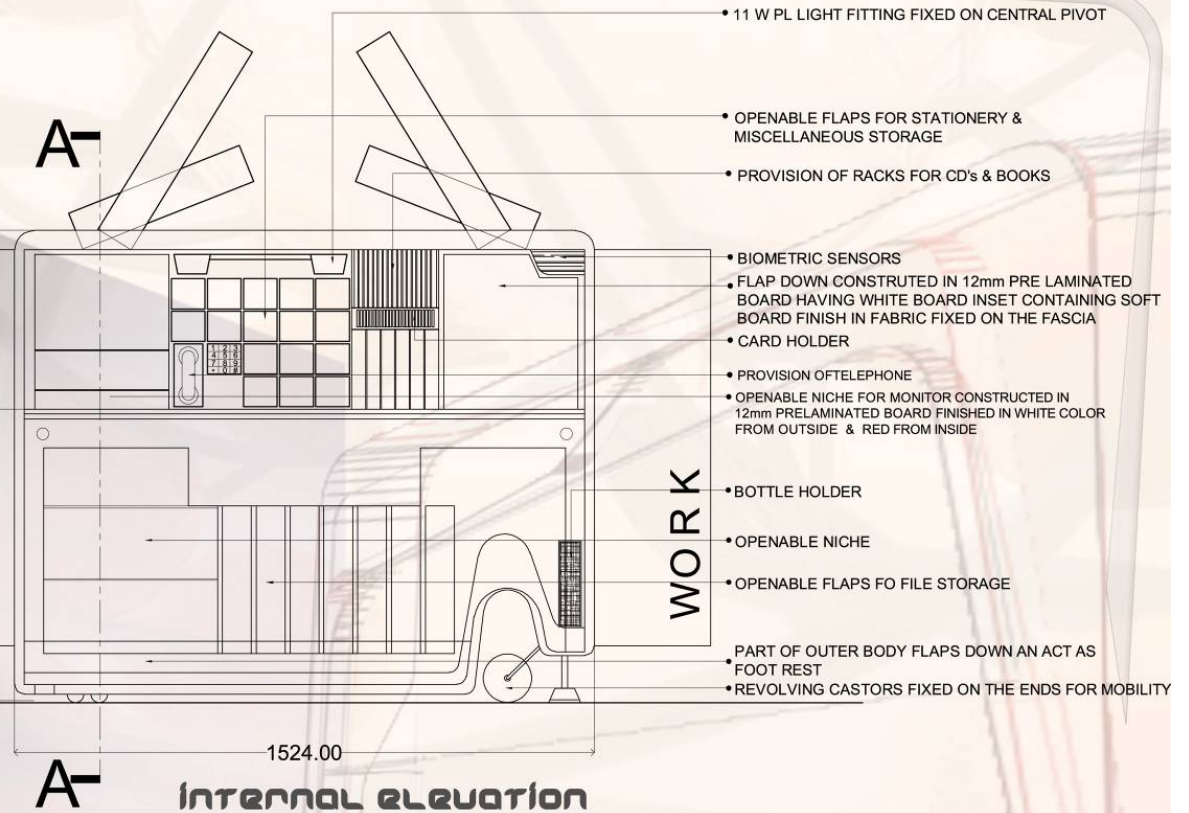 11 W PL LIGHT FITTING FIXED ON CENTRAL PIVOT
OPENABLE FLAPS FOR STATIONERY &
MISCELLANEOUS STORAGE
PROVISION OF RACKS FOR CD's & BOOKS
BIOMETRIC SENSORS
FLAP DOWN CONSTRUTED IN 12mm PRE LAMINATED
BOARD HAVING WHITE BOARD INSET CONTAINING SOFT
BOARD FINISH IN FABRIC FIXED ON THE FASCIA
CARD HOLDER
PROVISION OFTELEPHONE
OPENABLE NICHE FOR MONITOR CONSTRUCTED IN
12mm PRELAMINATED BOARD FINISHED IN WHITE COLOR
FROM OUTSIDE & RED FROM INSIDE
BOTTLE HOLDER
OPENABLE NICHE
OPENABLE FLAPS FO FILE STORAGE
PART OF OUTER BODY FLAPS DOWN AN ACT AS
FOOT REST
REVOLVING CASTORS FIXED ON THE ENDS FOR MOBILITY
A
1 2 3
4 5 6
7 8 9
* 0 #
WORK
1524.00
A
internal elevation